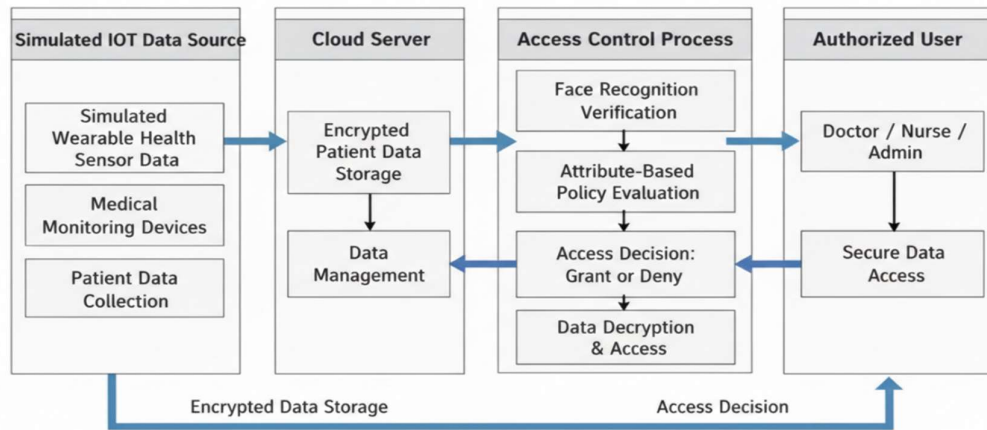 Simulated IOT Data Source
Simulated
Wearable Health
Sensor Data
Medical
Monitoring Devices
Patient Data
Collection
Cloud Server
Encrypted
Patient Data
Storage
Data
Management
Access Control Process
Face Recognition
Verification
Attribute-Based
Policy Evaluation
Access Decision:
Grant or Deny
Data Decryption
& Access
Authorized User
Doctor / Nurse /
Admin
Secure Data
Access
Encrypted Data Storage
Access Decision